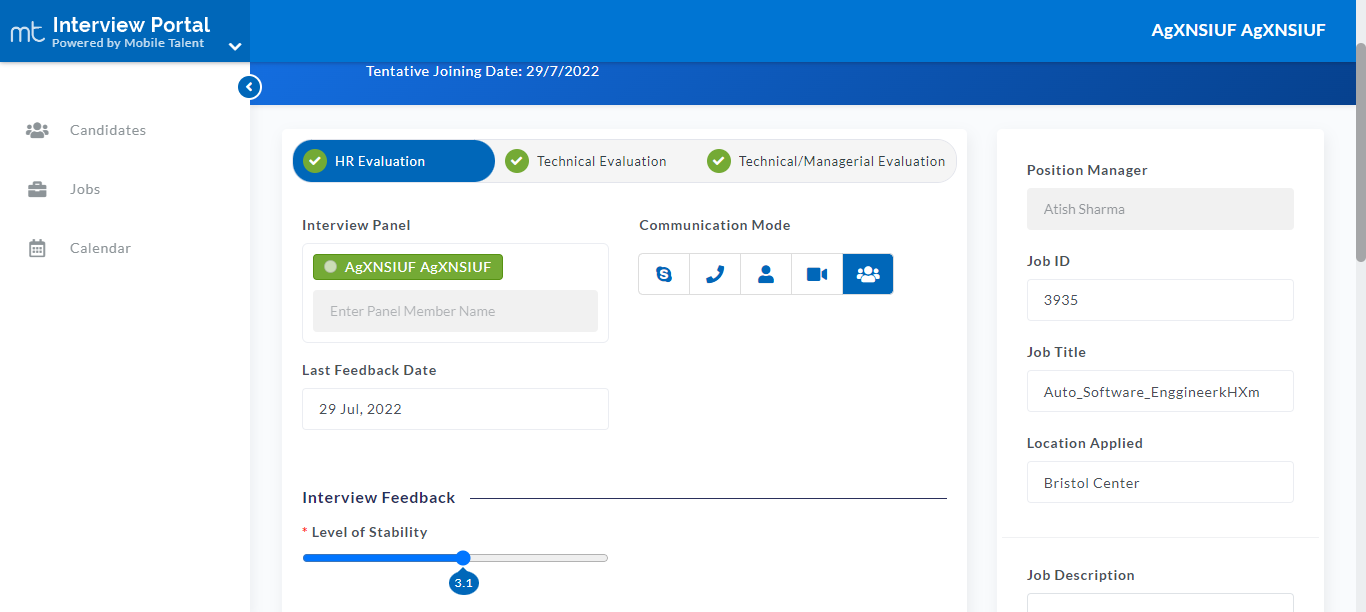 mt
Interview Portal
Powered by Mobile Talent
AgXNSIUF AgXNSIUF
Candidates
Jobs
Calendar
Tentative Joining Date: 29/7/2022
HR Evaluation
Technical Evaluation
Technical/Managerial Evaluation
Interview Panel
AgXNSIUF AgXNSIUF
Enter Panel Member Name
Communication Mode
Last Feedback Date
29 Jul, 2022
Interview Feedback
* Level of Stability
3.1
Position Manager
Atish Sharma
Job ID
3935
Job Title
Auto_Software_EnggineerkHXm
Location Applied
Bristol Center
Job Description